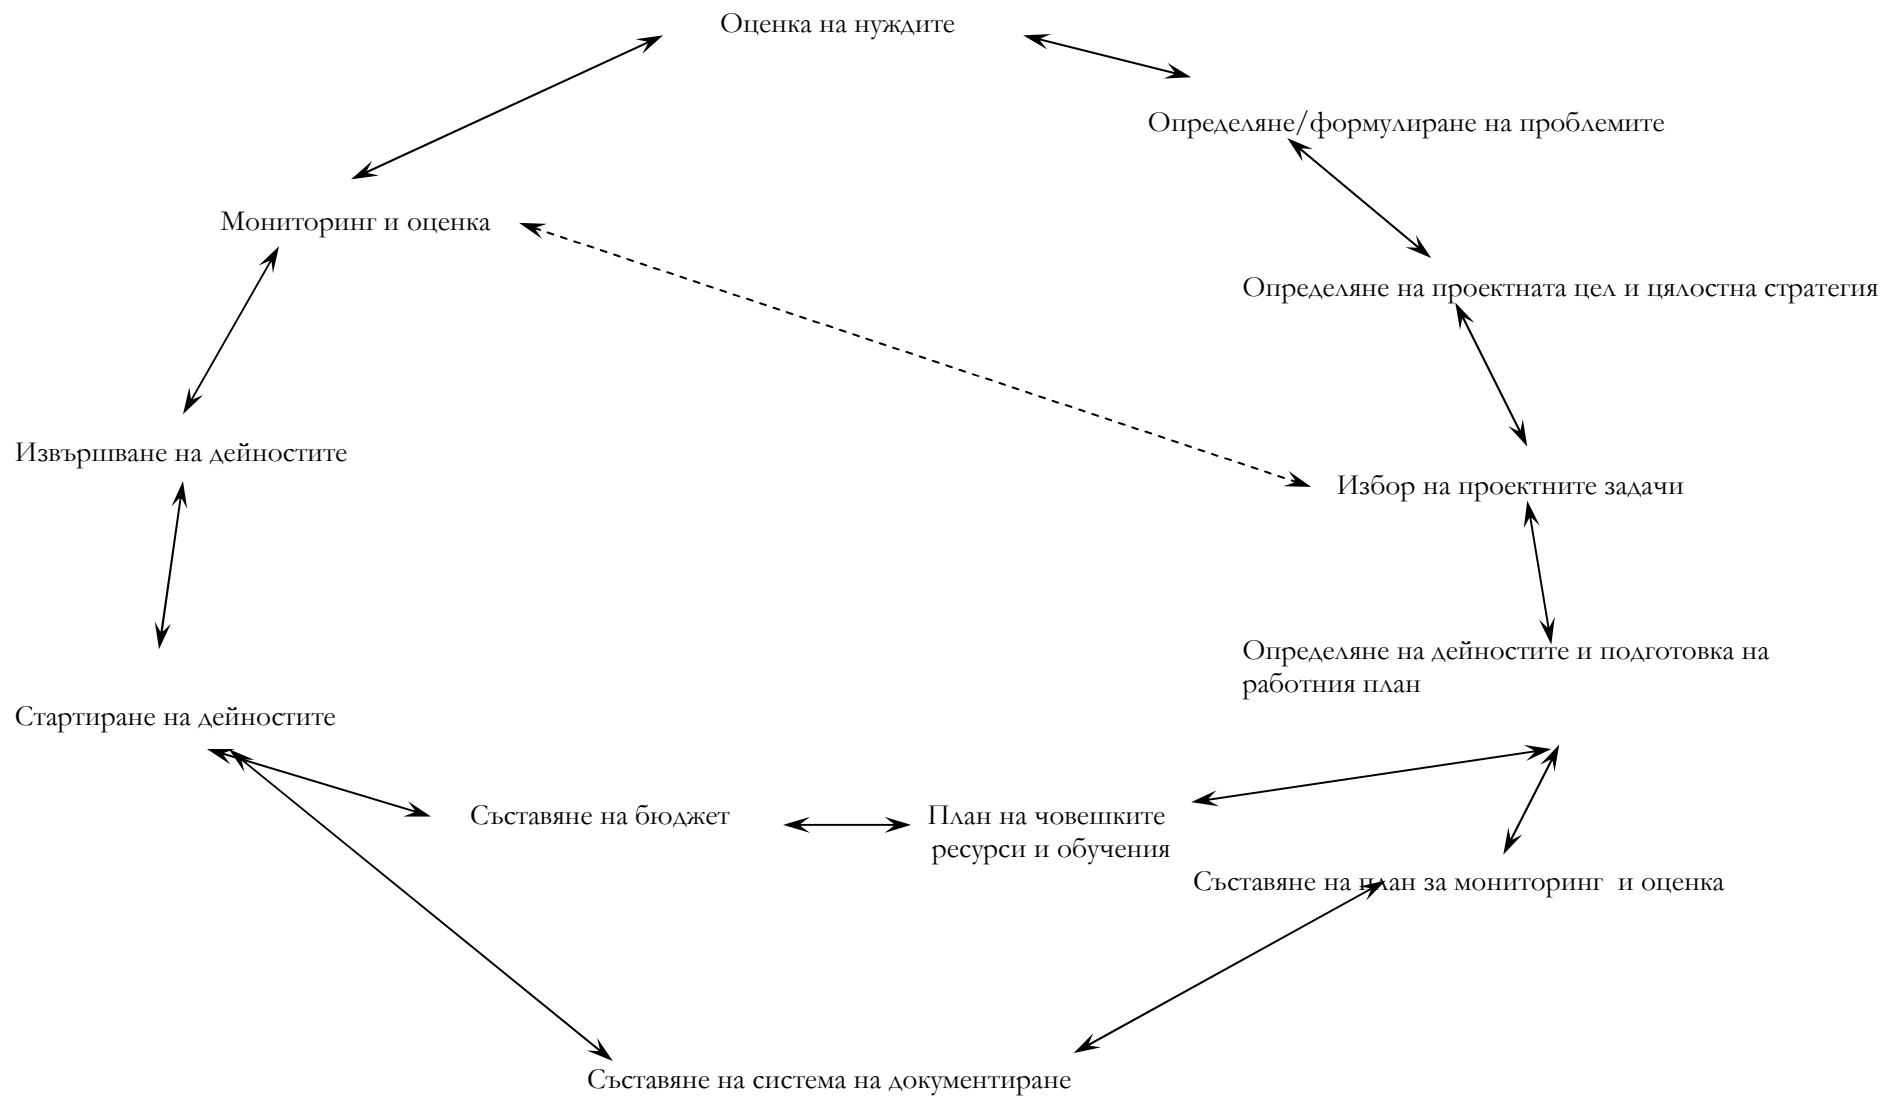 Оценка на нуждите
Определяне/формулиране на проблемите
Мониторинг и оценка
Определяне на проектната цел и цялостна стратегия
Извършване на дейностите
Избор на проектните задачи
Определяне на дейностите и подготовка на
работния план
Стартиране на дейностите
Съставяне на бюджет
План на човешките
ресурси и обучения
Съставяне на план за мониторинг  и оценка
Съставяне на система на документиране